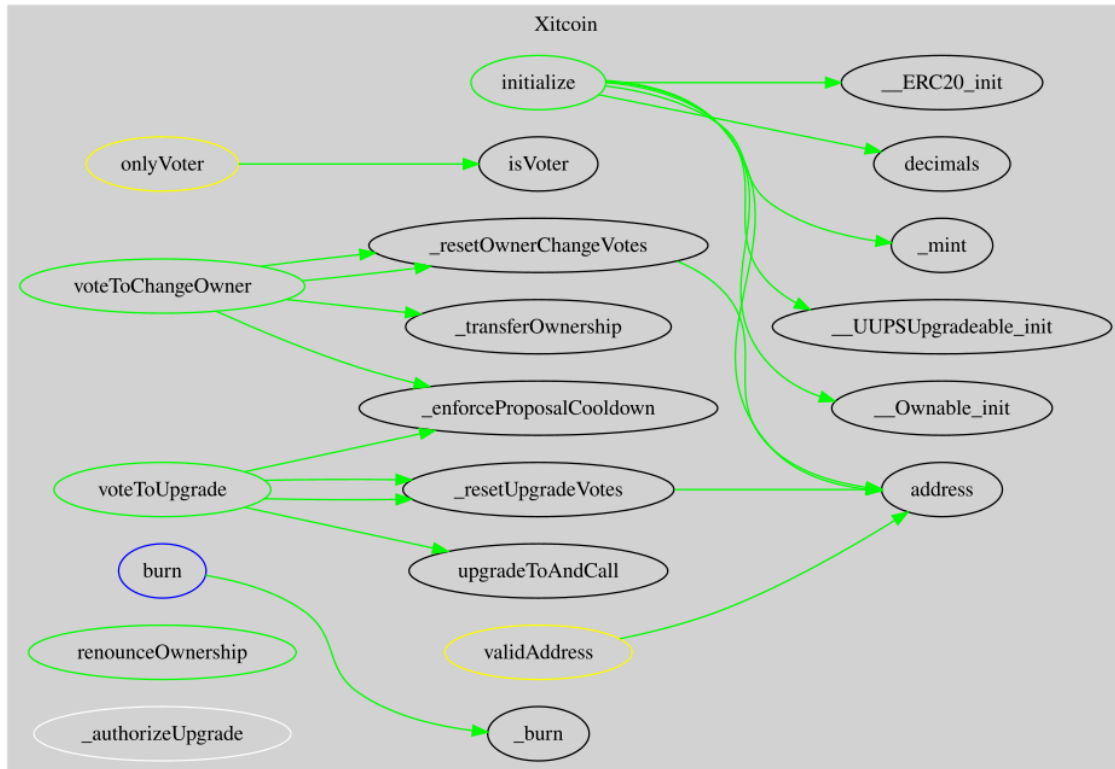 Xitcoin
initialize
__ERC20_init
onlyVoter
isVoter
decimals
_resetOwnerChangeVotes
_mint
voteToChangeOwner
_transferOwnership
__UUPSUpgradeable_init
_enforceProposalCooldown
__Ownable_init
voteToUpgrade
_resetUpgradeVotes
address
burn
upgradeToAndCall
renounceOwnership
validAddress
_authorizeUpgrade
_burn